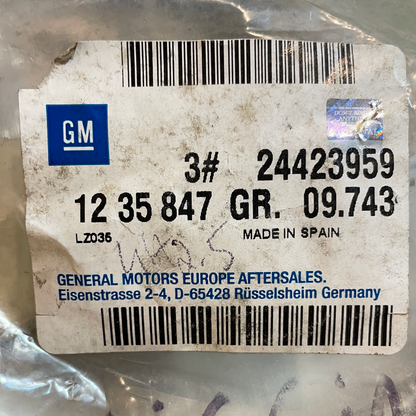 GM
3# 24423959
12 35 847 GR. 09.743
LZ036 MADE IN SPAIN
GENERAL MOTORS EUROPE AFTERSALES.
Eisenstrasse 2-4, D-65428 Rüsselsheim Germany